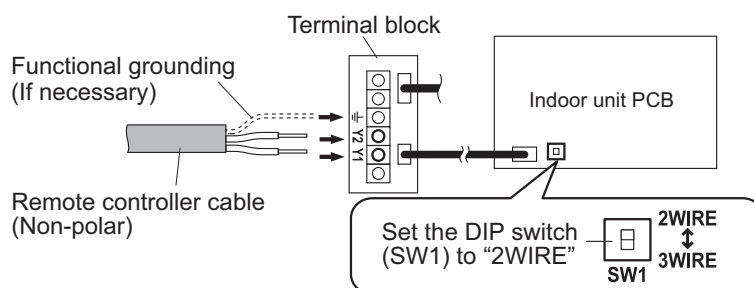 Terminal block
Functional grounding
(If necessary)
Indoor unit PCB
Y2
Y1
Remote controller cable
(Non-polar)
Set the DIP switch
(SW1) to “2WIRE”
2WIRE
3WIRE
SW1